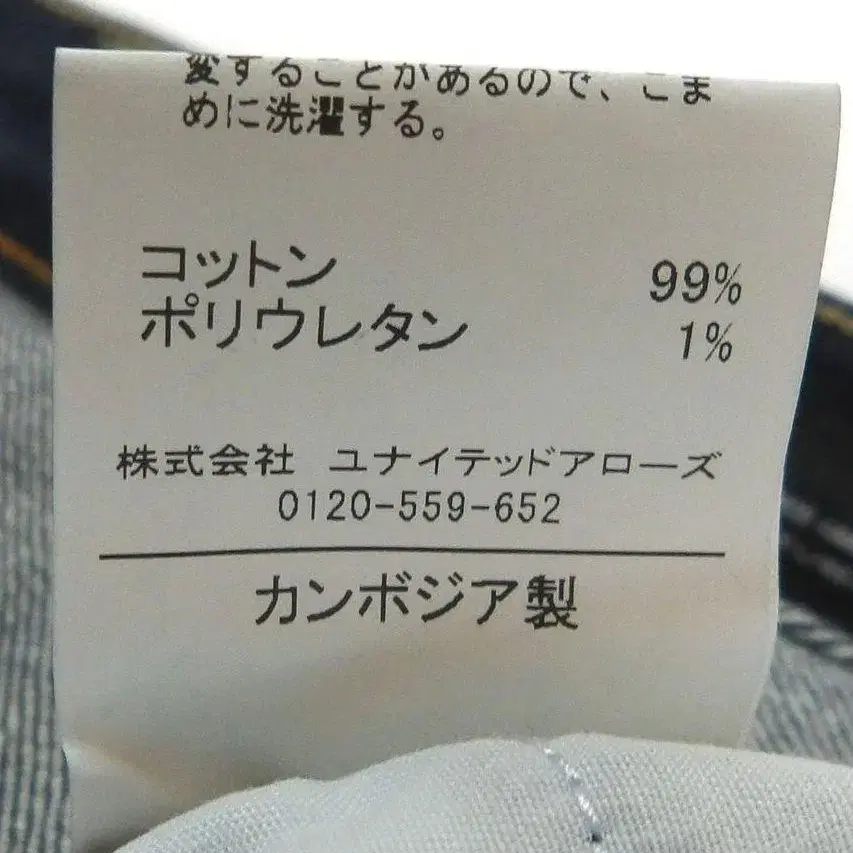 変することがあるので、こま
めに洗濯する。
コットン 99%
ポリウレタン 1%
株式会社 ユナイテッドアローズ
0120-559-652
カンボジア製